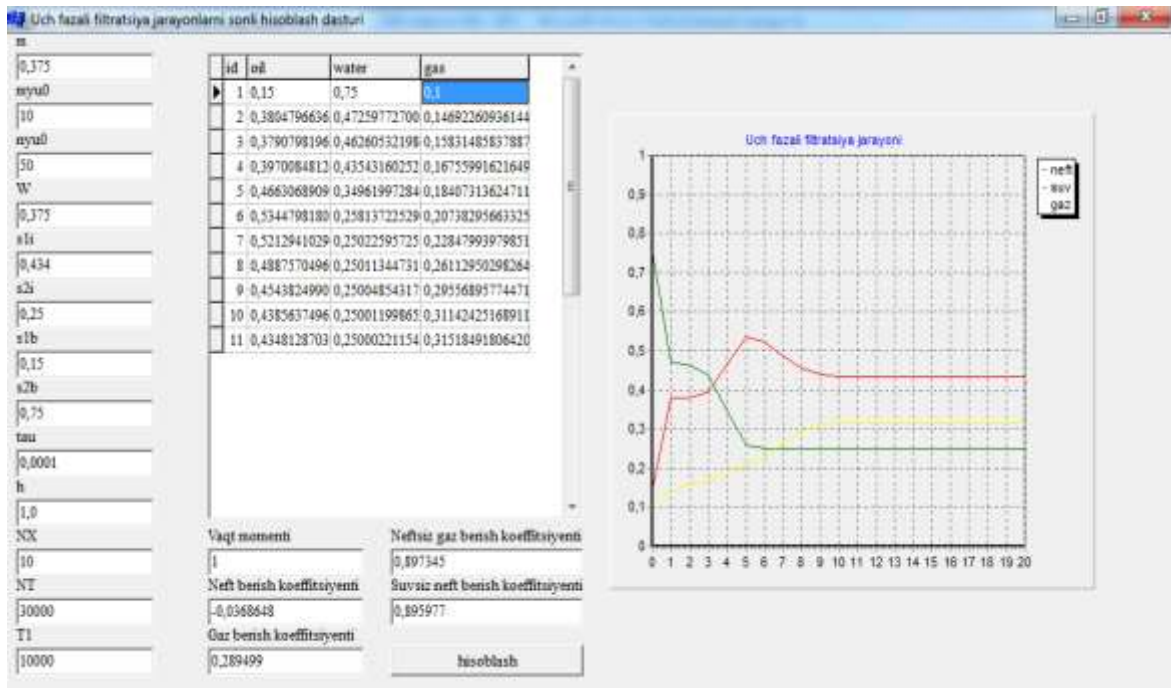 Uch fazali filtratsiya jarayonlarni sonli hisoblash dasturi
m
0,375
myu0
10
nyu0
50
W
0,375
s1i
0,434
s2i
0,25
s1b
0,15
s2b
0,75
tau
0,0001
h
1,0
NX
10
NT
30000
T1
10000
id oil water gas
1 0,15 0,75 0,1
2 0,3804796636 0,47259772700 0,14692260936144
3 0,3790798196 0,46260532198 0,15831485837887
4 0,3970084812 0,43543160252 0,16755991621649
5 0,4663068909 0,34961997284 0,18407313624711
6 0,5344798180 0,25813722529 0,20738295663325
7 0,5212941029 0,25022595725 0,22847993979851
8 0,4887570496 0,25011344731 0,26112950298264
9 0,4543824990 0,25004854317 0,29556895774471
10 0,4385637496 0,25001199865 0,31142425168911
11 0,4348128703 0,25000221154 0,31518491806420
Vaqt momenti
1
Neft berish koeffitsiyenti
-0,0368648
Gaz berish koeffitsiyenti
0,289499
Neftsiz gaz berish koeffitsiyenti
0,897345
Suvsiz neft berish koeffitsiyenti
0,895977
hisoblash
Uch fazali filtratsiya jarayoni
1
0,9
0,8
0,7
0,6
0,5
0,4
0,3
0,2
0,1
0
0 1 2 3 4 5 6 7 8 9 10 11 12 13 14 15 16 17 18 19 20
- neft
- suv
gaz